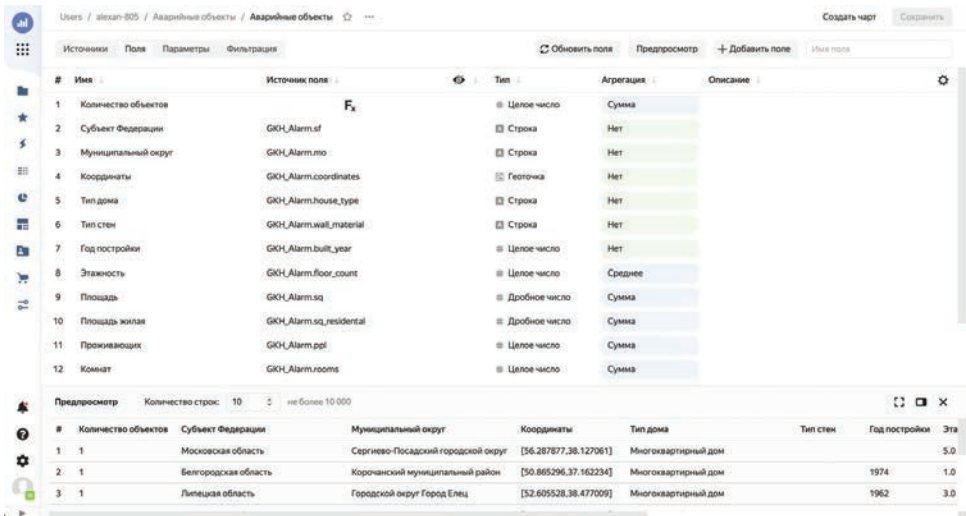 Users / alexan-805 / Аварийные объекты / Аварийные объекты
Создать чарт Сохранить
Источники Поля Параметры Фильтрация Обновить поля Предпросмотр + Добавить поле Имя поля
# Имя Источник поля Тип Агрегация Описание
1 Количество объектов Fx Целое число Сумма
2 Субъект Федерации GKH_Alarm.sf Строка Нет
3 Муниципальный округ GKH_Alarm.mo Строка Нет
4 Координаты GKH_Alarm.coordinates Геоточка Нет
5 Тип дома GKH_Alarm.house_type Строка Нет
6 Тип стен GKH_Alarm.wall_material Строка Нет
7 Год постройки GKH_Alarm.built_year Целое число Нет
8 Этажность GKH_Alarm.floor_count Целое число Среднее
9 Площадь GKH_Alarm.sq Дробное число Сумма
10 Площадь жилая GKH_Alarm.sq_residental Дробное число Сумма
11 Проживающих GKH_Alarm.ppl Целое число Сумма
12 Комнат GKH_Alarm.rooms Целое число Сумма
Предпросмотр Количество строк: 10 не более 10 000
# Количество объектов Субъект Федерации Муниципальный округ Координаты Тип дома Тип стен Год постройки Эта
1 1 Московская область Сергиево-Посадский городской округ [56.287877,38.127061] Многоквартирный дом 5.0
2 1 Белгородская область Корочанский муниципальный район [50.865296,37.162234] Многоквартирный дом 1974 1.0
3 1 Липецкая область Городской округ Город Елец [52.605528,38.477009] Многоквартирный дом 1962 3.0